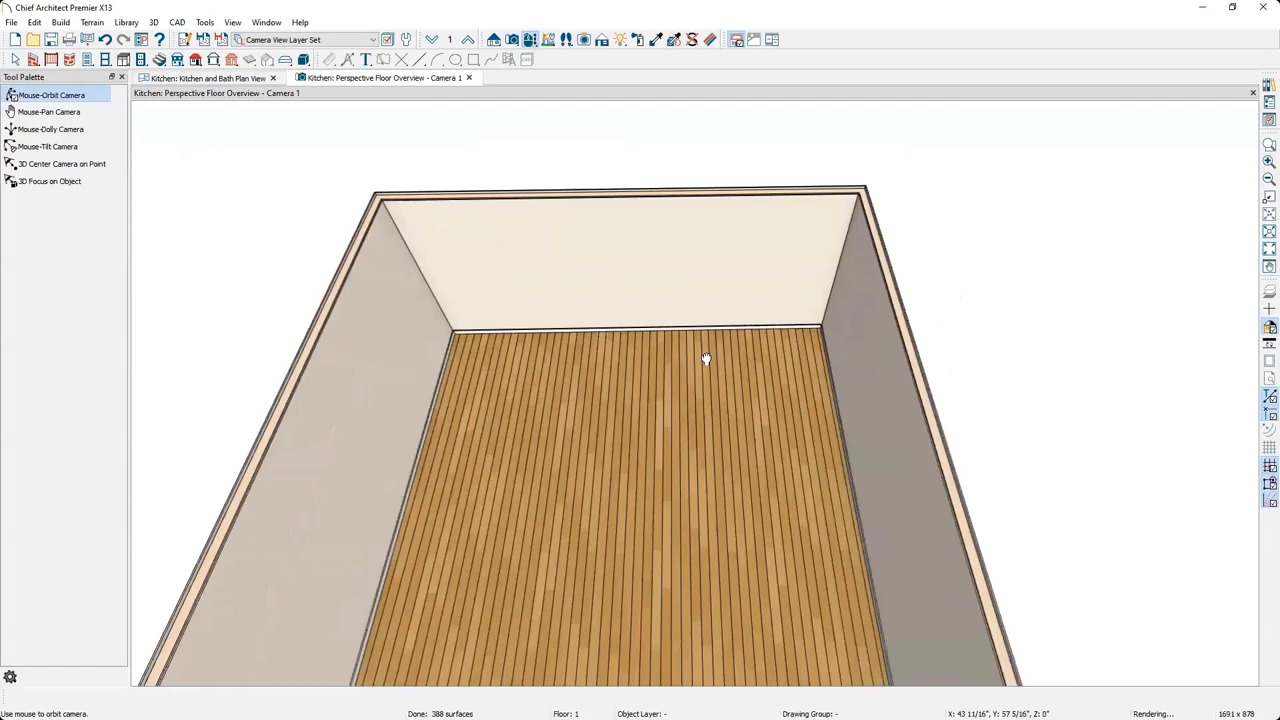 Chief Architect Premier X13
File Edit Build Terrain Library 3D CAD Tools View Window Help
Camera View Layer Set 1
Tool Palette
Kitchen: Kitchen and Bath Plan View
Kitchen: Perspective Floor Overview - Camera 1
Kitchen: Perspective Floor Overview - Camera 1
Mouse-Orbit Camera
Mouse-Pan Camera
Mouse-Dolly Camera
Mouse-Tilt Camera
3D Center Camera on Point
3D Focus on Object
Use mouse to orbit camera. Done: 388 surfaces Floor: 1 Object Layer: - Drawing Group: - X: 43 11/16", Y: 57 5/16", Z: 0" Rendering... 1691 x 878